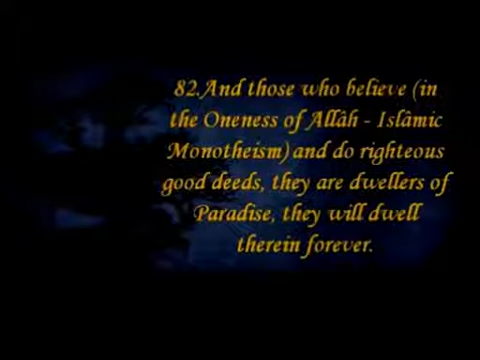 82.And those who believe (in
the Oneness of Allâh - Islâmic
Monotheism) and do righteous
good deeds, they are dwellers of
Paradise, they will dwell
therein forever.